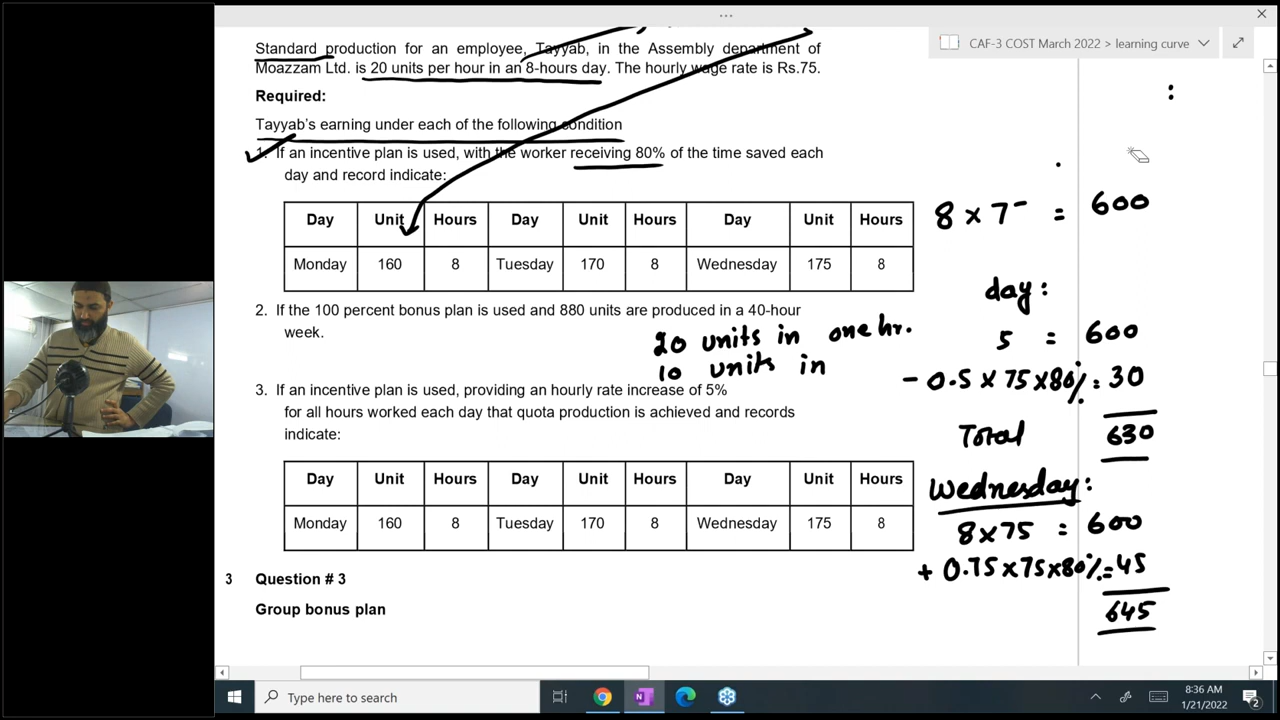 CAF-3 COST March 2022 > learning curve
Standard production for an employee, Tayyab, in the Assembly department of
Moazzam Ltd. is 20 units per hour in an 8-hours day. The hourly wage rate is Rs.75.
Required:
Tayyab's earning under each of the following condition
1. If an incentive plan is used, with the worker receiving 80% of the time saved each
day and record indicate:
Day Unit Hours Day Unit Hours Day Unit Hours
Monday 160 8 Tuesday 170 8 Wednesday 175 8
2. If the 100 percent bonus plan is used and 880 units are produced in a 40-hour
week.
20 units in one hr.
10 units in
3. If an incentive plan is used, providing an hourly rate increase of 5%
for all hours worked each day that quota production is achieved and records
indicate:
Day Unit Hours Day Unit Hours Day Unit Hours
Monday 160 8 Tuesday 170 8 Wednesday 175 8
3 Question # 3
Group bonus plan
:
8 × 7 = 600
day:
5 = 600
- 0.5 × 75 × 80% = 30
Total 630
Wednesday:
8×75 = 600
+ 0.75×75×80% = 45
645
Type here to search
8:36 AM
1/21/2022
2